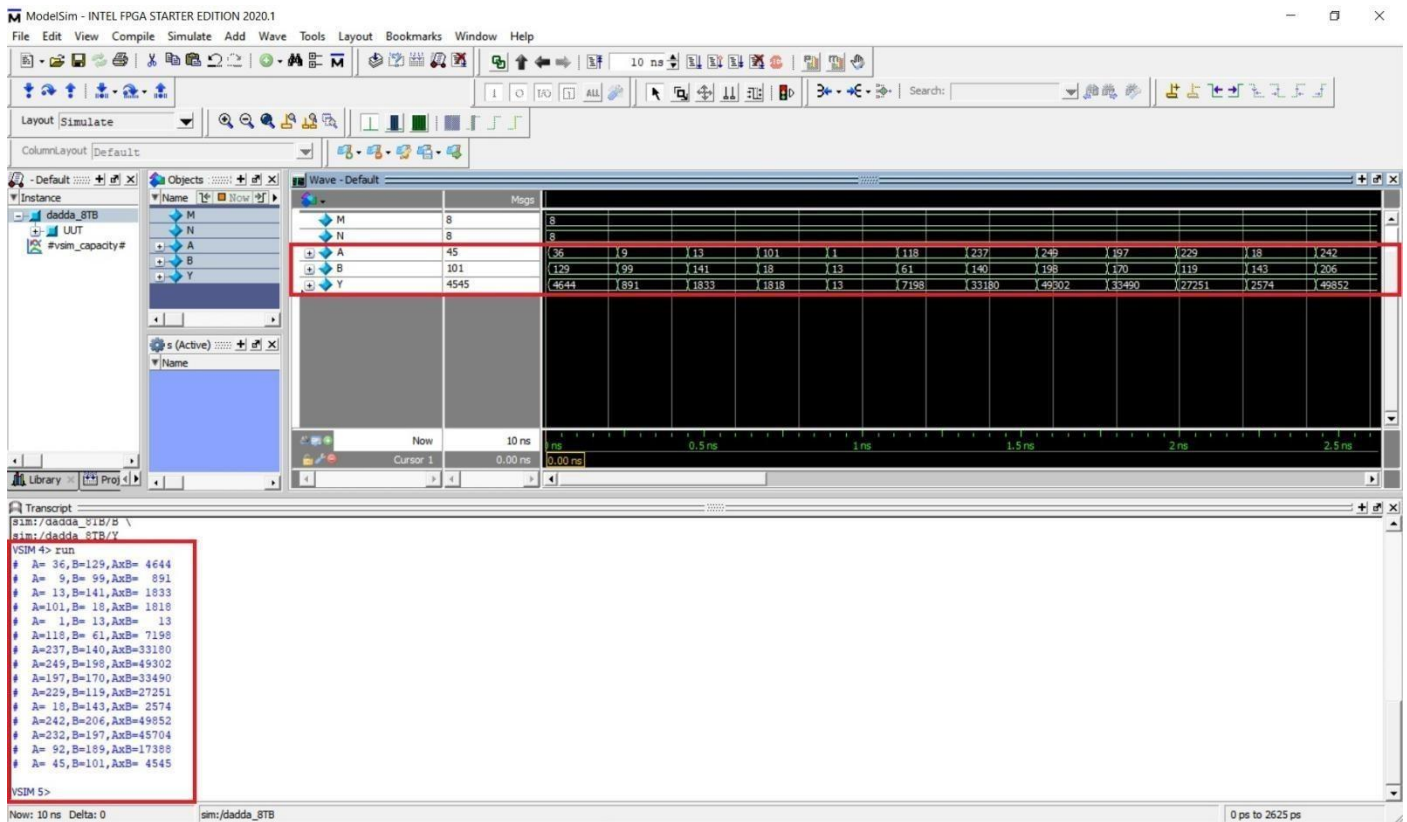 ModelSim - INTEL FPGA STARTER EDITION 2020.1
File Edit View Compile Simulate Add Wave Tools Layout Bookmarks Window Help
10 ns
Search:
Layout Simulate
ColumnLayout Default
- Default
Objects
Wave - Default
Instance
Name
Now
Msgs
dadda_8TB
UUT
#vsim_capacity#
M
N
A
B
Y
M 8 8
N 8 8
A 45 36 9 13 101 1 118 237 249 197 229 18 242
B 101 129 99 141 18 13 61 140 198 170 119 143 206
Y 4545 4644 891 1833 1818 13 7198 33180 49302 33490 27251 2574 49852
s (Active)
Name
Now 10 ns
0.5 ns 1 ns 1.5 ns 2 ns 2.5 ns
Cursor 1 0.00 ns 0.00 ns
Library
Proj
Transcript
sim:/dadda_8TB/B \
sim:/dadda_8TB/Y
VSIM 4> run
# A= 36,B=129,AxB= 4644
# A= 9,B= 99,AxB= 891
# A= 13,B=141,AxB= 1833
# A=101,B= 18,AxB= 1818
# A= 1,B= 13,AxB= 13
# A=118,B= 61,AxB= 7198
# A=237,B=140,AxB=33180
# A=249,B=198,AxB=49302
# A=197,B=170,AxB=33490
# A=229,B=119,AxB=27251
# A= 18,B=143,AxB= 2574
# A=242,B=206,AxB=49852
# A=232,B=197,AxB=45704
# A= 92,B=189,AxB=17388
# A= 45,B=101,AxB= 4545
VSIM 5>
Now: 10 ns Delta: 0
sim:/dadda_8TB
0 ps to 2625 ps